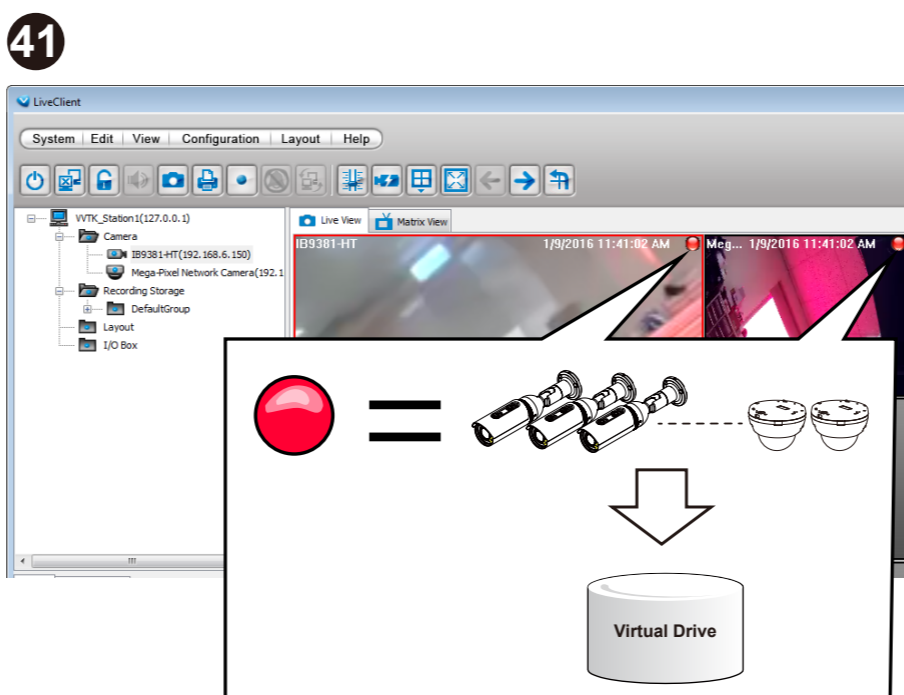 41
LiveClient
System Edit View Configuration Layout Help
VVTK_Station1(127.0.0.1)
Camera
IB9381-HT(192.168.6.150)
Mega-Pixel Network Camera(192.1
Recording Storage
DefaultGroup
Layout
I/O Box
Live View Matrix View
IB9381-HT 1/9/2016 11:41:02 AM
Meg... 1/9/2016 11:41:02 AM
Virtual Drive